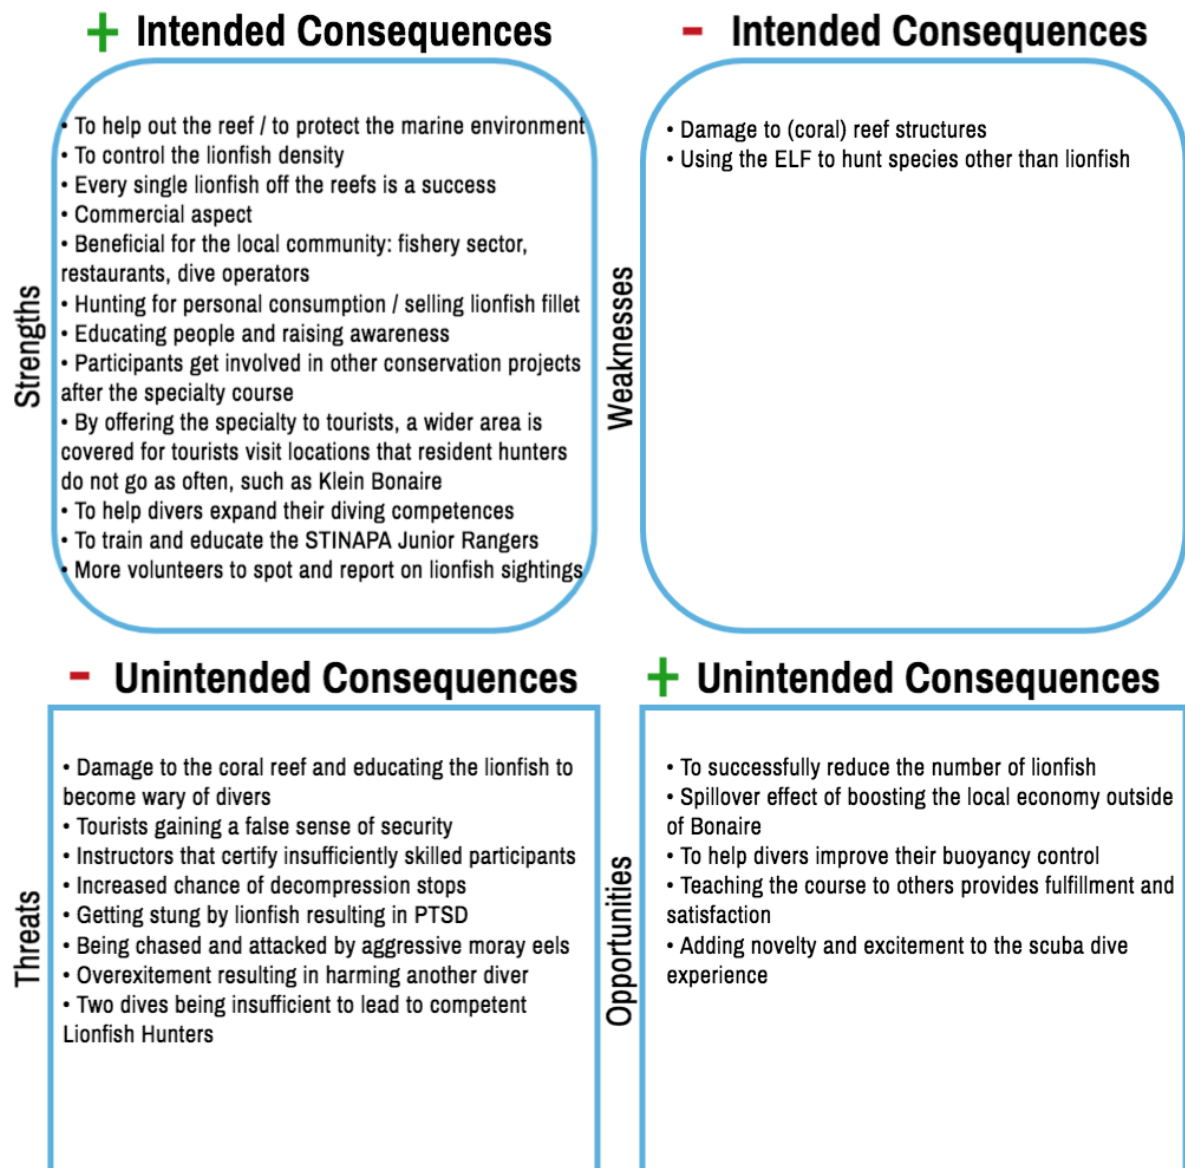 + Intended Consequences
Strengths
• To help out the reef / to protect the marine environment
• To control the lionfish density
• Every single lionfish off the reefs is a success
• Commercial aspect
• Beneficial for the local community: fishery sector,
restaurants, dive operators
• Hunting for personal consumption / selling lionfish fillet
• Educating people and raising awareness
• Participants get involved in other conservation projects
after the specialty course
• By offering the specialty to tourists, a wider area is
covered for tourists visit locations that resident hunters
do not go as often, such as Klein Bonaire
• To help divers expand their diving competences
• To train and educate the STINAPA Junior Rangers
• More volunteers to spot and report on lionfish sightings
- Intended Consequences
Weaknesses
• Damage to (coral) reef structures
• Using the ELF to hunt species other than lionfish
- Unintended Consequences
Threats
• Damage to the coral reef and educating the lionfish to
become wary of divers
• Tourists gaining a false sense of security
• Instructors that certify insufficiently skilled participants
• Increased chance of decompression stops
• Getting stung by lionfish resulting in PTSD
• Being chased and attacked by aggressive moray eels
• Overexitement resulting in harming another diver
• Two dives being insufficient to lead to competent
Lionfish Hunters
+ Unintended Consequences
Opportunities
• To successfully reduce the number of lionfish
• Spillover effect of boosting the local economy outside
of Bonaire
• To help divers improve their buoyancy control
• Teaching the course to others provides fulfillment and
satisfaction
• Adding novelty and excitement to the scuba dive
experience